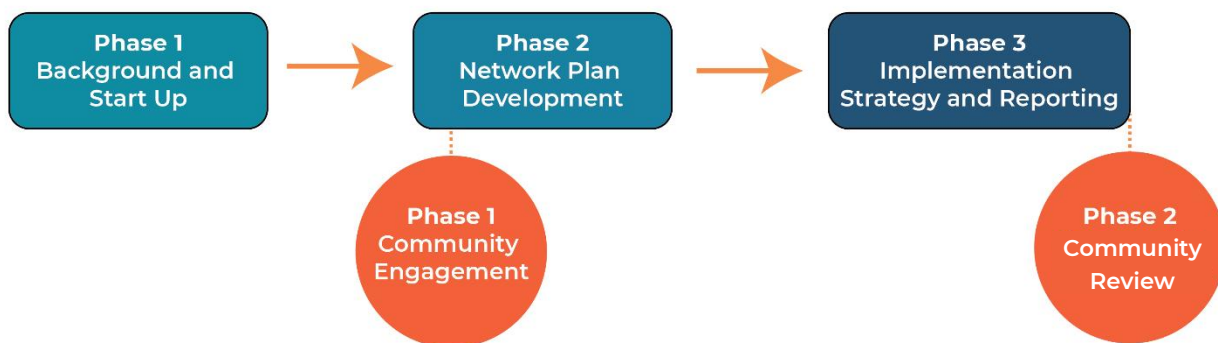 Phase 1
Background and
Start Up
Phase 2
Network Plan
Development
Phase 3
Implementation
Strategy and Reporting
Phase 1
Community
Engagement
Phase 2
Community
Review